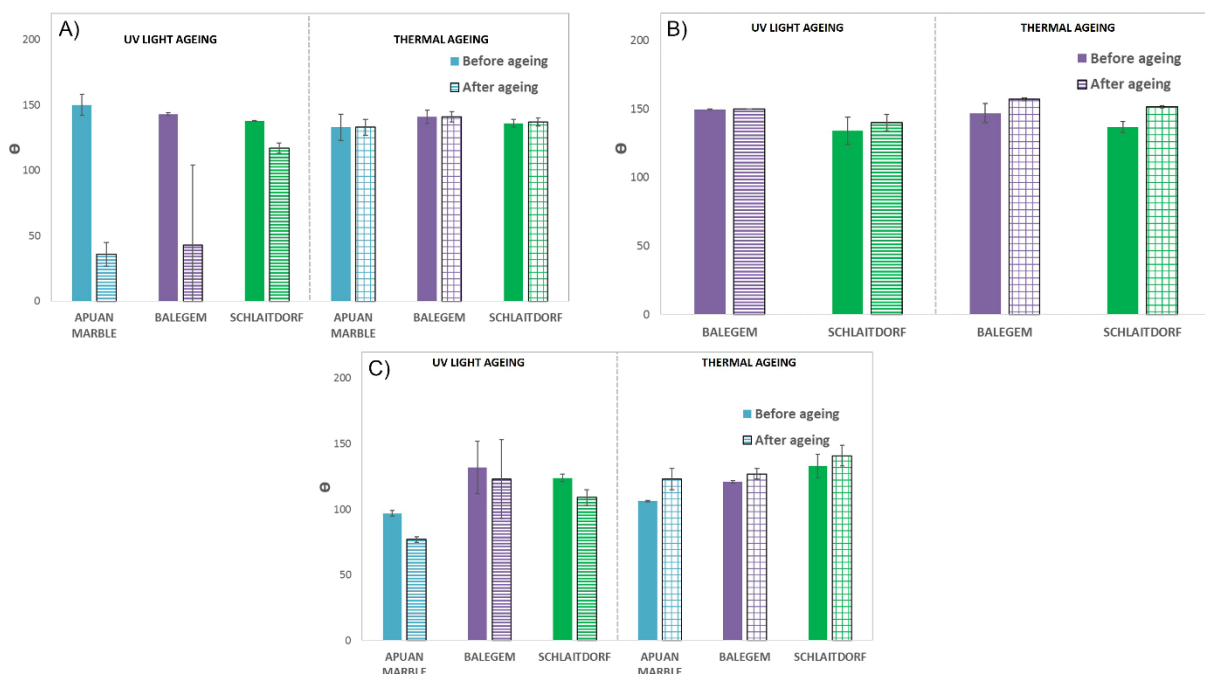 A)
UV LIGHT AGEING
THERMAL AGEING
Before ageing
After ageing
200
150
100
50
0
Θ
APUAN MARBLE
BALEGEM
SCHLAITDORF
APUAN MARBLE
BALEGEM
SCHLAITDORF
B)
UV LIGHT AGEING
THERMAL AGEING
Before ageing
After ageing
200
150
100
50
0
Θ
BALEGEM
SCHLAITDORF
BALEGEM
SCHLAITDORF
C)
UV LIGHT AGEING
THERMAL AGEING
Before ageing
After ageing
200
150
100
50
0
Θ
APUAN MARBLE
BALEGEM
SCHLAITDORF
APUAN MARBLE
BALEGEM
SCHLAITDORF